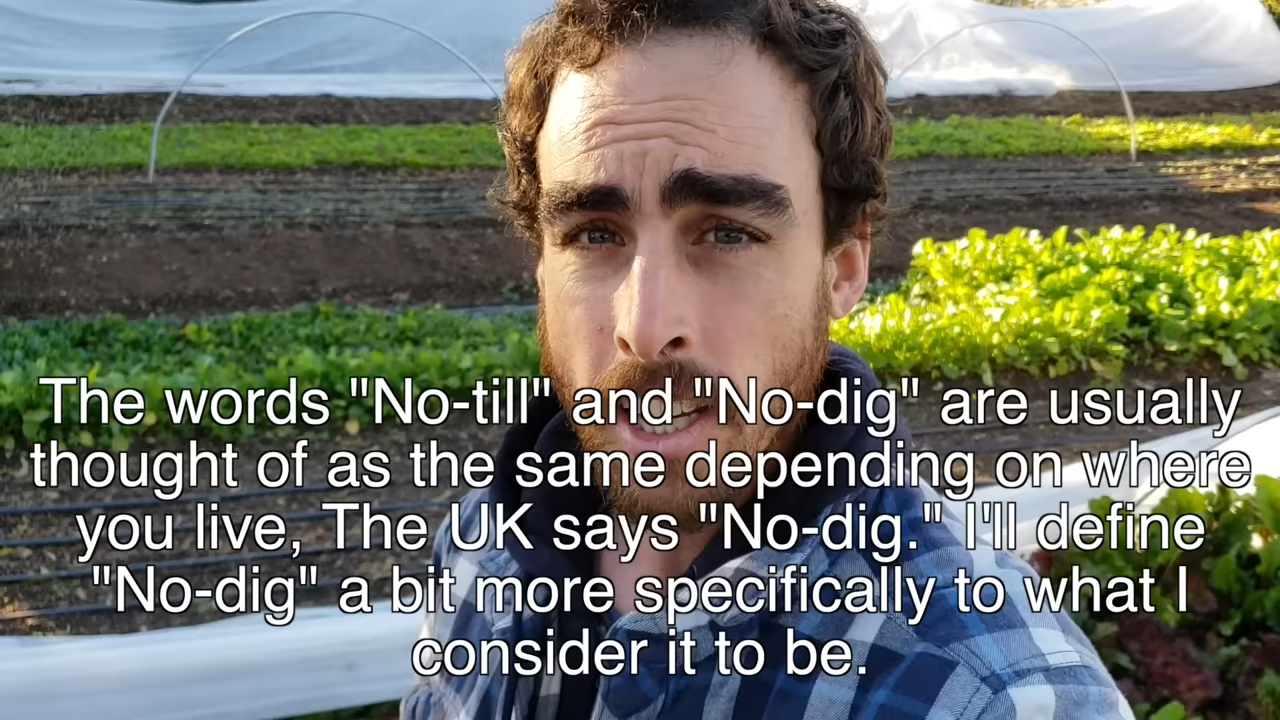 The words "No-till" and "No-dig" are usually
thought of as the same depending on where
you live, The UK says "No-dig." I'll define
"No-dig" a bit more specifically to what I
consider it to be.